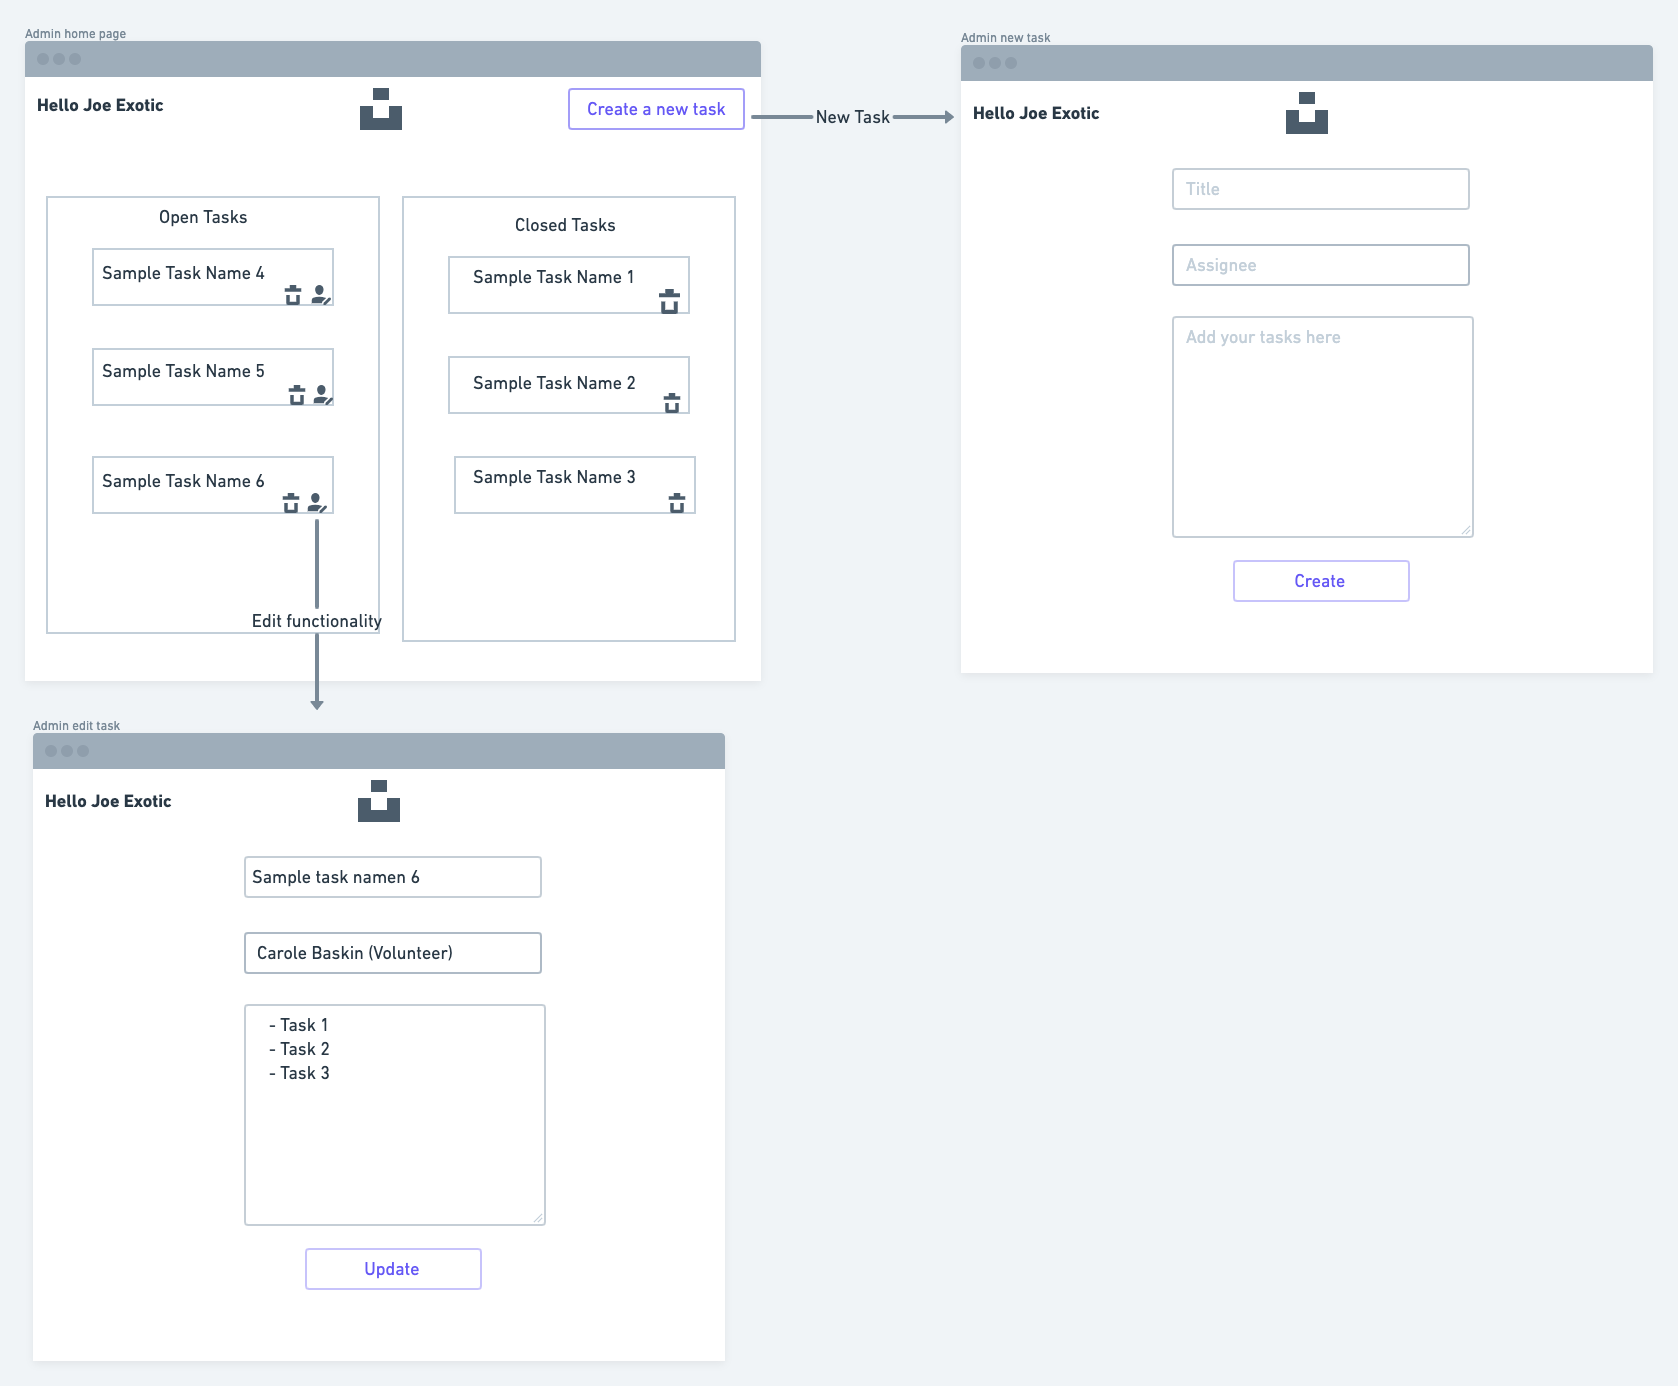 Admin home page
Hello Joe Exotic
Create a new task
New Task
Open Tasks
Sample Task Name 4
Sample Task Name 5
Sample Task Name 6
Edit functionality
Closed Tasks
Sample Task Name 1
Sample Task Name 2
Sample Task Name 3
Admin new task
Hello Joe Exotic
Title
Assignee
Add your tasks here
Create
Admin edit task
Hello Joe Exotic
Sample task namen 6
Carole Baskin (Volunteer)
- Task 1
- Task 2
- Task 3
Update